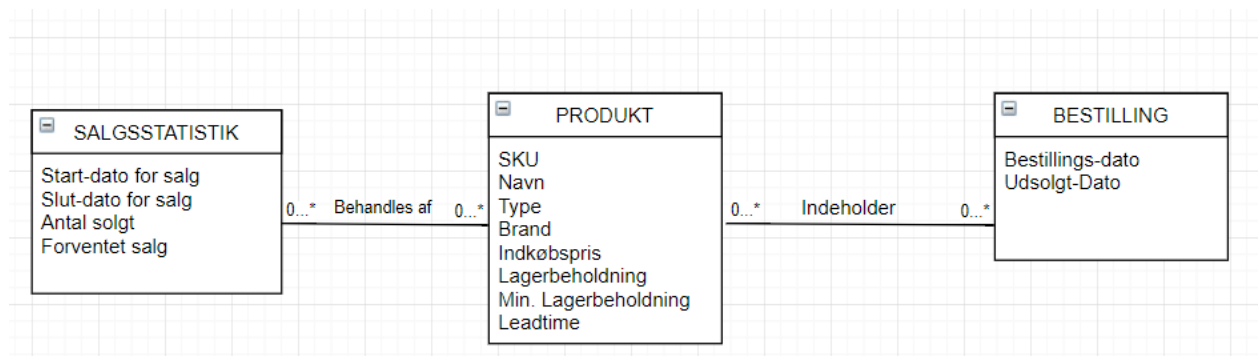 SALGSSTATISTIK
Start-dato for salg
Slut-dato for salg
Antal solgt
Forventet salg
0...* Behandles af 0...*
PRODUKT
SKU
Navn
Type
Brand
Indkøbspris
Lagerbeholdning
Min. Lagerbeholdning
Leadtime
0...* Indeholder 0...*
BESTILLING
Bestillings-dato
Udsolgt-Dato